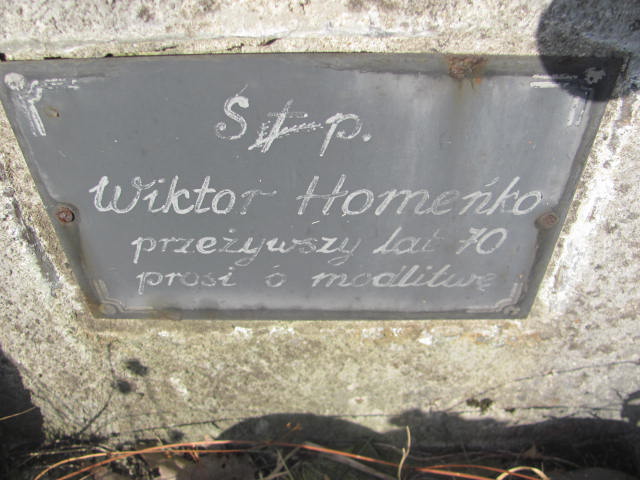 Ś✝p.
Wiktor Homeńko
przeżywszy lat 70
prosi o modlitwę